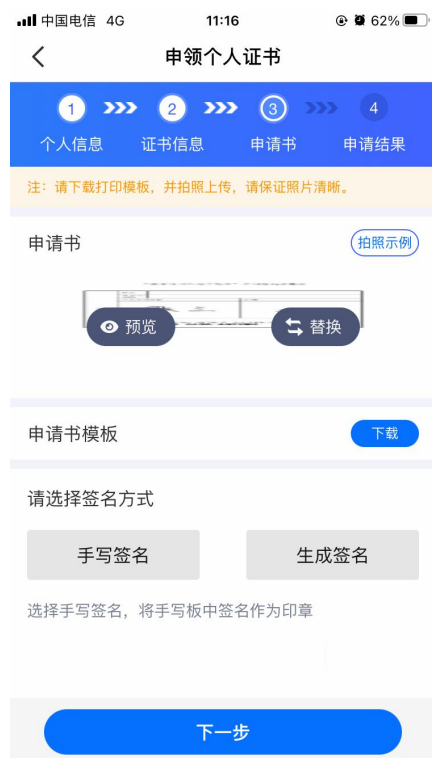 中国电信 4G 11:16 62%
申领个人证书
1 2 3 4
个人信息 证书信息 申请书 申请结果
注：请下载打印模板，并拍照上传，请保证照片清晰。
申请书 拍照示例
预览 替换
申请书模板 下载
请选择签名方式
手写签名 生成签名
选择手写签名，将手写板中签名作为印章
下一步